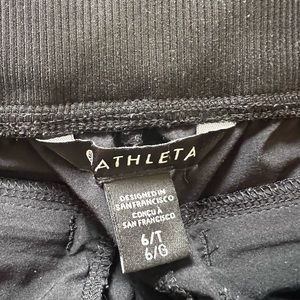 ATHLETA
DESIGNED IN
SAN FRANCISCO
CONÇU À
SAN FRANCISCO
6/T
6/G